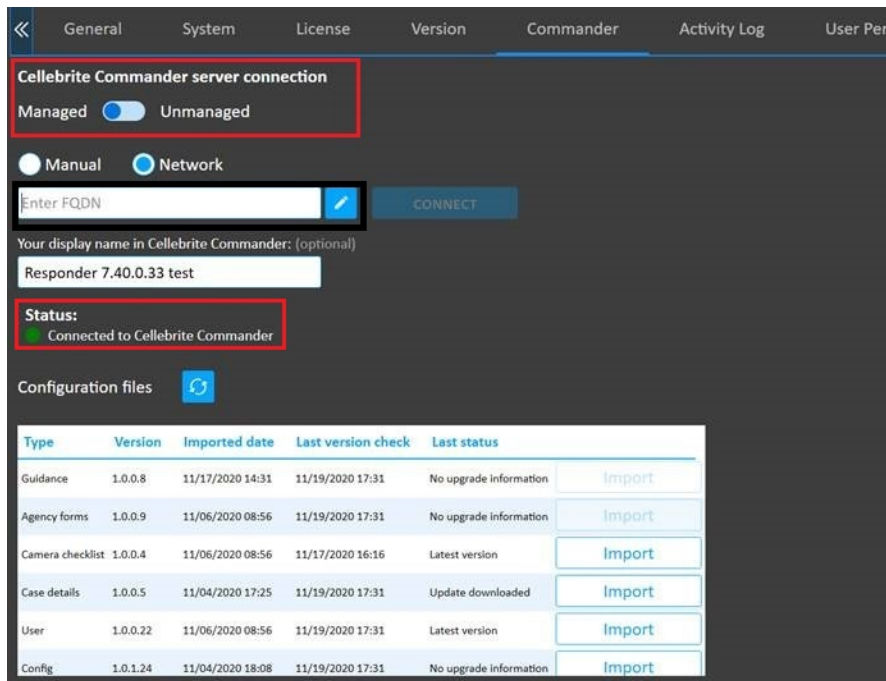 General System License Version Commander Activity Log User Per
Cellebrite Commander server connection
Managed Unmanaged
Manual Network
Enter FQDN CONNECT
Your display name in Cellebrite Commander: (optional)
Responder 7.40.0.33 test
Status:
Connected to Cellebrite Commander
Configuration files
Type Version Imported date Last version check Last status
Guidance 1.0.0.8 11/17/2020 14:31 11/19/2020 17:31 No upgrade information Import
Agency forms 1.0.0.9 11/06/2020 08:56 11/19/2020 17:31 No upgrade information Import
Camera checklist 1.0.0.4 11/06/2020 08:56 11/17/2020 16:16 Latest version Import
Case details 1.0.0.5 11/04/2020 17:25 11/19/2020 17:31 Update downloaded Import
User 1.0.0.22 11/06/2020 08:56 11/19/2020 17:31 Latest version Import
Config 1.0.1.24 11/04/2020 18:08 11/19/2020 17:31 No upgrade information Import